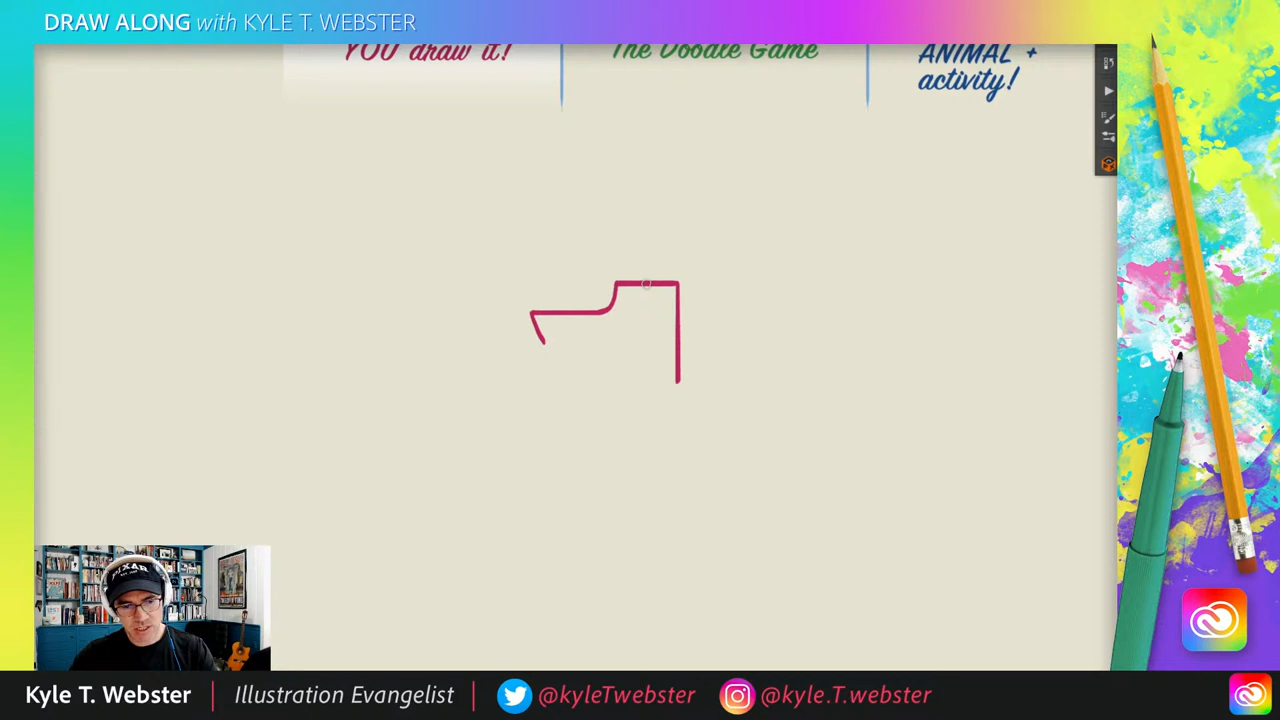 DRAW ALONG with KYLE T. WEBSTER
YOU draw it!
The Doodle Game
ANIMAL +
activity!
PIXAR
Kyle T. Webster | Illustration Evangelist | @kyleTwebster @kyle.T.webster